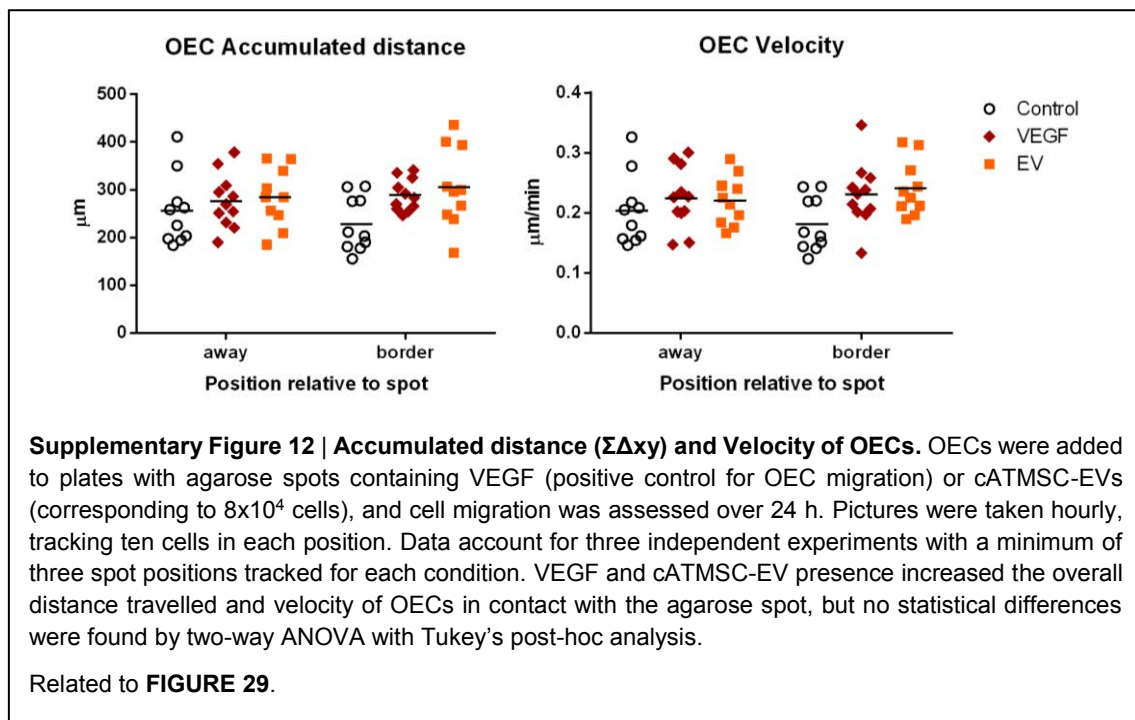 OEC Accumulated distance
500
400
300
200
100
0
µm
away
border
Position relative to spot
OEC Velocity
0.4
0.3
0.2
0.1
0.0
µm/min
away
border
Position relative to spot
Control
VEGF
EV
Supplementary Figure 12 | Accumulated distance (ΣΔxy) and Velocity of OECs. OECs were added
to plates with agarose spots containing VEGF (positive control for OEC migration) or cATMSC-EVs
(corresponding to 8x10⁴ cells), and cell migration was assessed over 24 h. Pictures were taken hourly,
tracking ten cells in each position. Data account for three independent experiments with a minimum of
three spot positions tracked for each condition. VEGF and cATMSC-EV presence increased the overall
distance travelled and velocity of OECs in contact with the agarose spot, but no statistical differences
were found by two-way ANOVA with Tukey's post-hoc analysis.
Related to FIGURE 29.